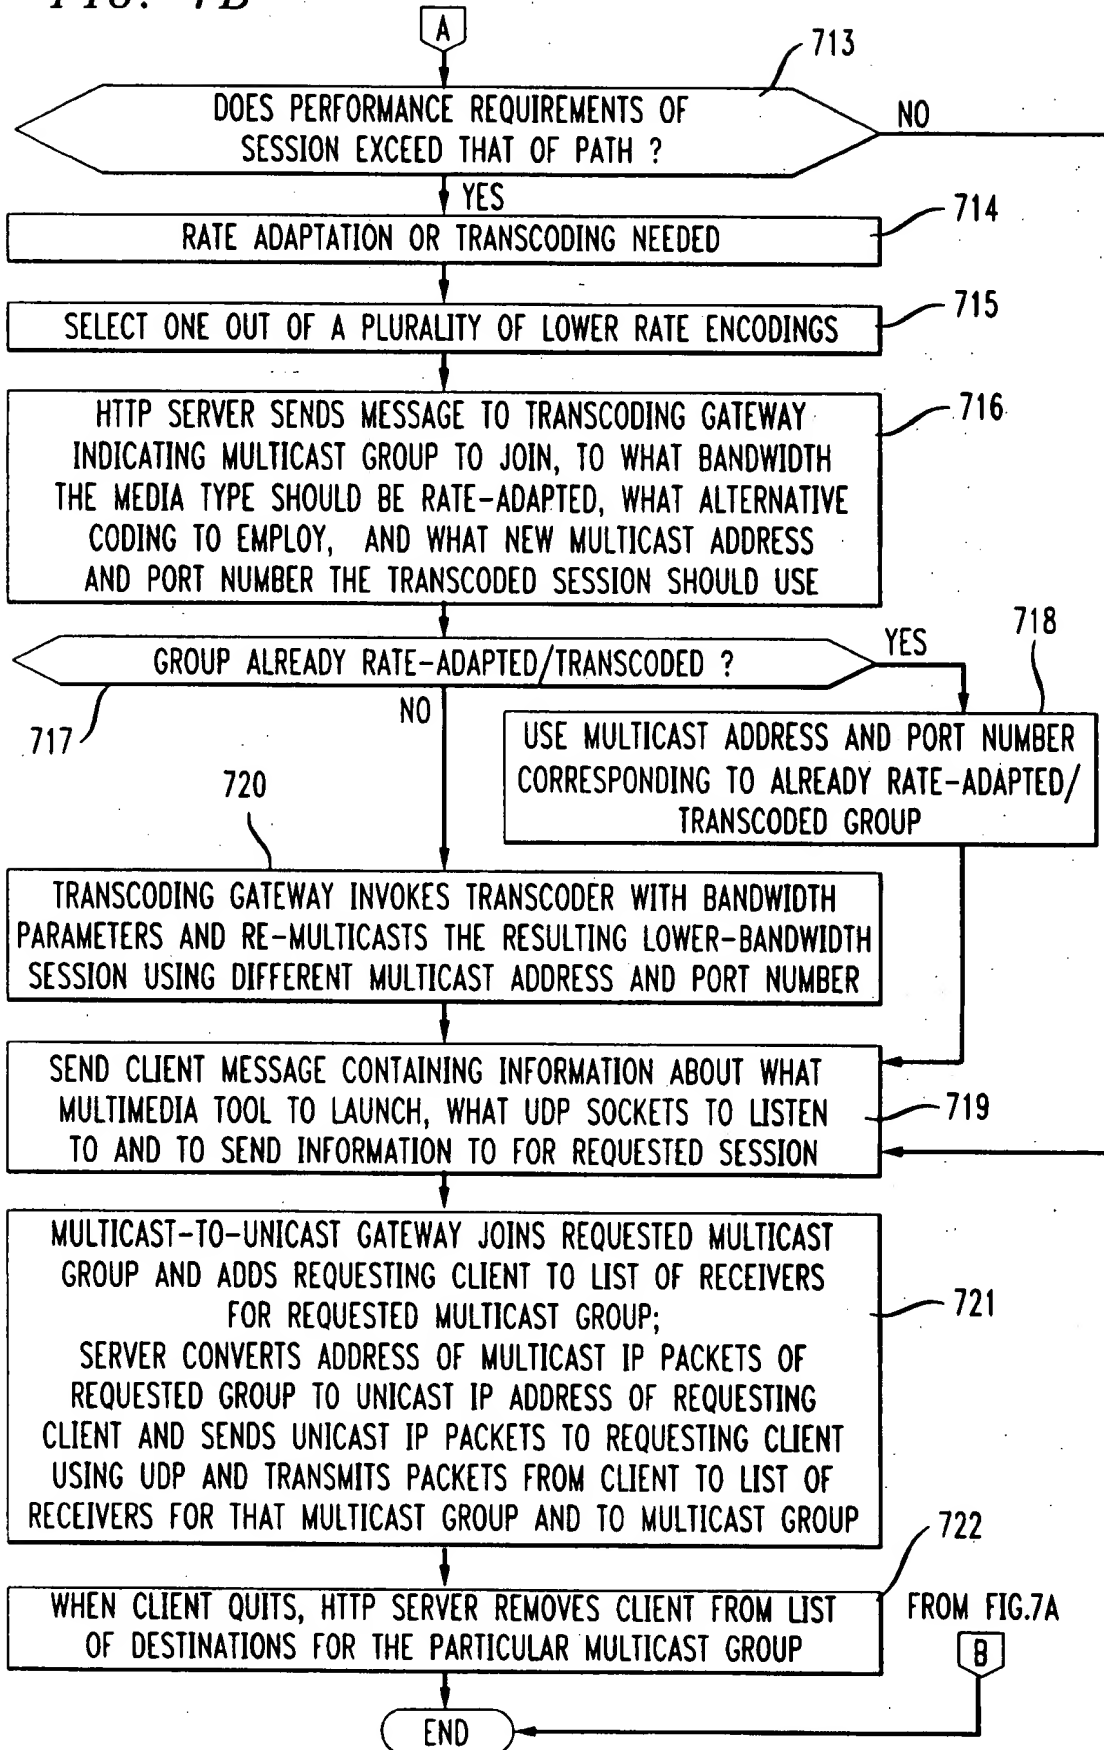 FIG. 7B
A
713
DOES PERFORMANCE REQUIREMENTS OF
SESSION EXCEED THAT OF PATH ?
NO
YES
714
RATE ADAPTATION OR TRANSCODING NEEDED
715
SELECT ONE OUT OF A PLURALITY OF LOWER RATE ENCODINGS
716
HTTP SERVER SENDS MESSAGE TO TRANSCODING GATEWAY
INDICATING MULTICAST GROUP TO JOIN, TO WHAT BANDWIDTH
THE MEDIA TYPE SHOULD BE RATE-ADAPTED, WHAT ALTERNATIVE
CODING TO EMPLOY, AND WHAT NEW MULTICAST ADDRESS
AND PORT NUMBER THE TRANSCODED SESSION SHOULD USE
718
GROUP ALREADY RATE-ADAPTED/TRANSCODED ?
YES
NO
717
USE MULTICAST ADDRESS AND PORT NUMBER
CORRESPONDING TO ALREADY RATE-ADAPTED/
TRANSCODED GROUP
720
TRANSCODING GATEWAY INVOKES TRANSCODER WITH BANDWIDTH
PARAMETERS AND RE-MULTICASTS THE RESULTING LOWER-BANDWIDTH
SESSION USING DIFFERENT MULTICAST ADDRESS AND PORT NUMBER
SEND CLIENT MESSAGE CONTAINING INFORMATION ABOUT WHAT
MULTIMEDIA TOOL TO LAUNCH, WHAT UDP SOCKETS TO LISTEN
TO AND TO SEND INFORMATION TO FOR REQUESTED SESSION
719
MULTICAST-TO-UNICAST GATEWAY JOINS REQUESTED MULTICAST
GROUP AND ADDS REQUESTING CLIENT TO LIST OF RECEIVERS
FOR REQUESTED MULTICAST GROUP;
SERVER CONVERTS ADDRESS OF MULTICAST IP PACKETS OF
REQUESTED GROUP TO UNICAST IP ADDRESS OF REQUESTING
CLIENT AND SENDS UNICAST IP PACKETS TO REQUESTING CLIENT
USING UDP AND TRANSMITS PACKETS FROM CLIENT TO LIST OF
RECEIVERS FOR THAT MULTICAST GROUP AND TO MULTICAST GROUP
721
722
WHEN CLIENT QUITS, HTTP SERVER REMOVES CLIENT FROM LIST
OF DESTINATIONS FOR THE PARTICULAR MULTICAST GROUP
FROM FIG.7A
B
END